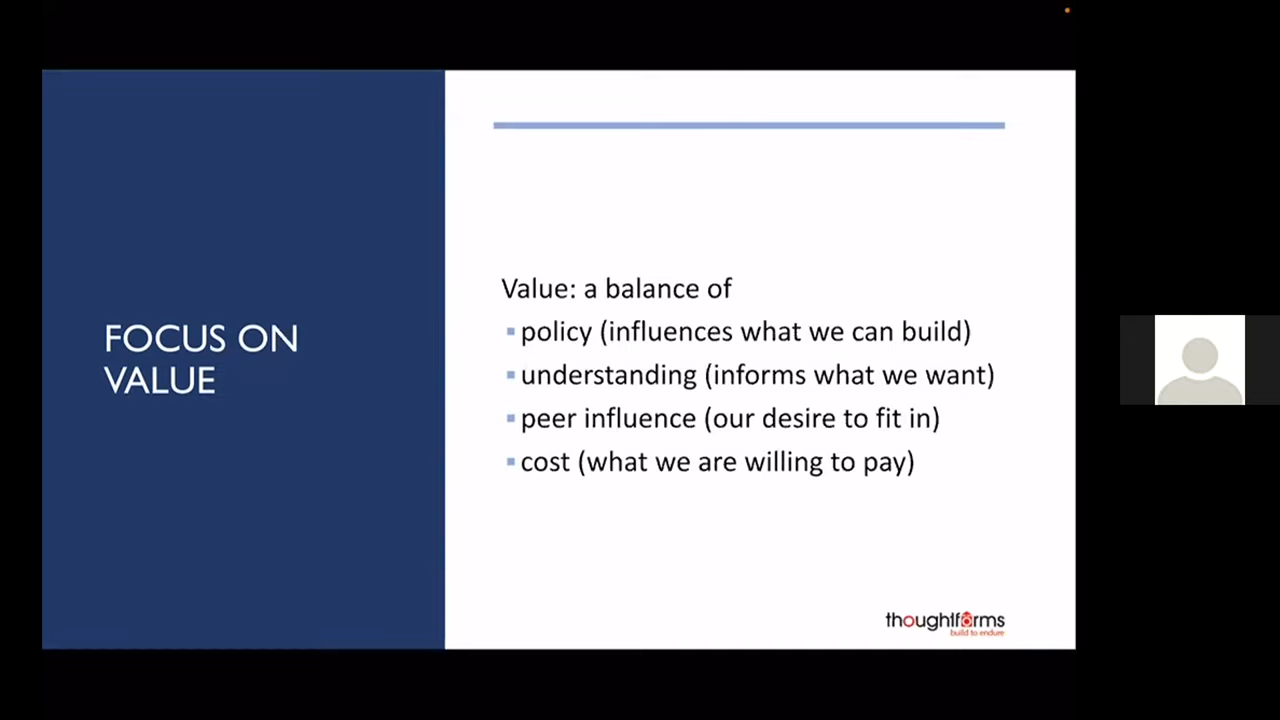 FOCUS ON
VALUE
Value: a balance of
▪policy (influences what we can build)
▪understanding (informs what we want)
▪peer influence (our desire to fit in)
▪cost (what we are willing to pay)
thoughtforms
build to endure